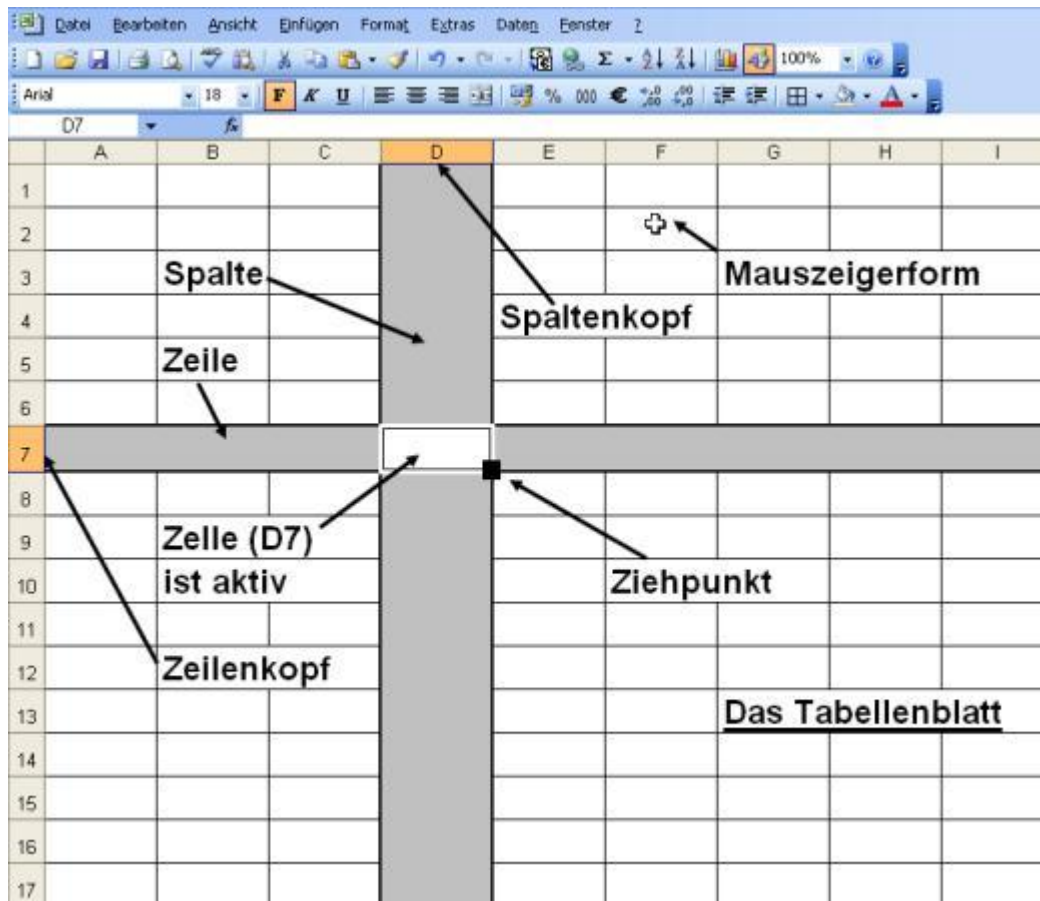 Datei Bearbeiten Ansicht Einfügen Format Extras Daten Fenster ?
100%
Arial 18 F K U % 000 €
D7 fx
A B C D E F G H I
1
2
Mauszeigerform
3 Spalte
4 Spaltenkopf
5 Zeile
6
7
8
9 Zelle (D7)
10 ist aktiv Ziehpunkt
11
12 Zeilenkopf
13 Das Tabellenblatt
14
15
16
17